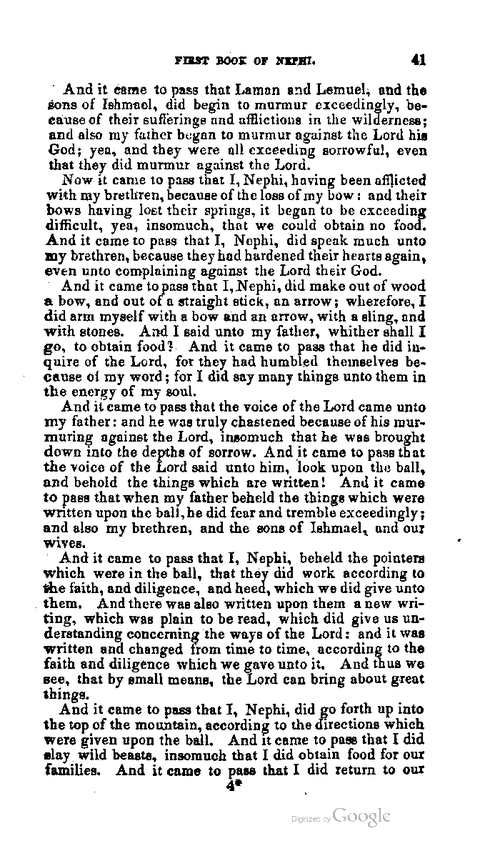 FIRST BOOK OF NEPHI. 41
And it came to pass that Laman and Lemuel, and the
sons of Ishmael, did begin to murmur exceedingly, be-
cause of their sufferings and afflictions in the wilderness;
and also my father began to murmur against the Lord his
God; yea, and they were all exceeding sorrowful, even
that they did murmur against the Lord.
Now it came to pass that I, Nephi, having been afflicted
with my brethren, because of the loss of my bow: and their
bows having lost their springs, it began to be exceeding
difficult, yea, insomuch, that we could obtain no food.
And it came to pass that I, Nephi, did speak much unto
my brethren, because they had hardened their hearts again,
even unto complaining against the Lord their God.
And it came to pass that I, Nephi, did make out of wood
a bow, and out of a straight stick, an arrow; wherefore, I
did arm myself with a bow and an arrow, with a sling, and
with stones. And I said unto my father, whither shall I
go, to obtain food? And it came to pass that he did in-
quire of the Lord, for they had humbled themselves be-
cause of my word; for I did say many things unto them in
the energy of my soul.
And it came to pass that the voice of the Lord came unto
my father: and he was truly chastened because of his mur-
muring against the Lord, insomuch that he was brought
down into the depths of sorrow. And it came to pass that
the voice of the Lord said unto him, look upon the ball,
and behold the things which are written! And it came
to pass that when my father beheld the things which were
written upon the ball, he did fear and tremble exceedingly;
and also my brethren, and the sons of Ishmael, and our
wives.
And it came to pass that I, Nephi, beheld the pointers
which were in the ball, that they did work according to
the faith, and diligence, and heed, which we did give unto
them. And there was also written upon them a new wri-
ting, which was plain to be read, which did give us un-
derstanding concerning the ways of the Lord: and it was
written and changed from time to time, according to the
faith and diligence which we gave unto it. And thus we
see, that by small means, the Lord can bring about great
things.
And it came to pass that I, Nephi, did go forth up into
the top of the mountain, according to the directions which
were given upon the ball. And it came to pass that I did
slay wild beasts, insomuch that I did obtain food for our
families. And it came to pass that I did return to our
4*
Digitized by Google